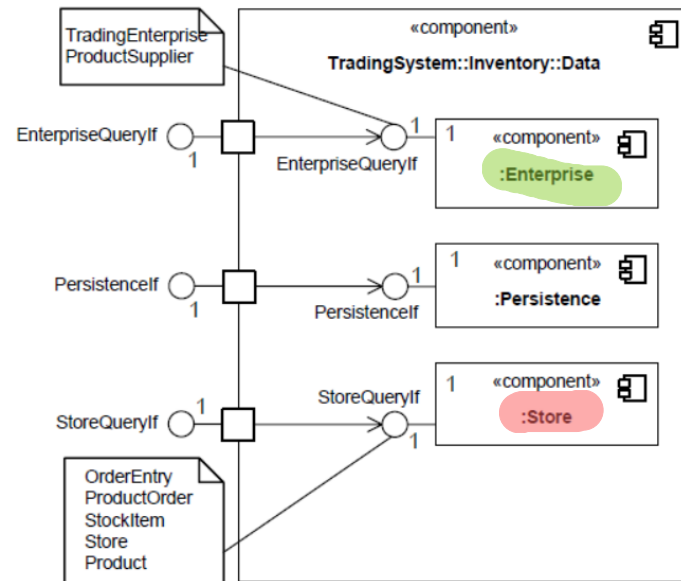 TradingEnterprise
ProductSupplier
«component»
TradingSystem::Inventory::Data
EnterpriseQueryIf
1
EnterpriseQueryIf
1
1
«component»
:Enterprise
PersistenceIf
1
PersistenceIf
1
1
«component»
:Persistence
StoreQueryIf
1
StoreQueryIf
1
1
«component»
:Store
OrderEntry
ProductOrder
StockItem
Store
Product